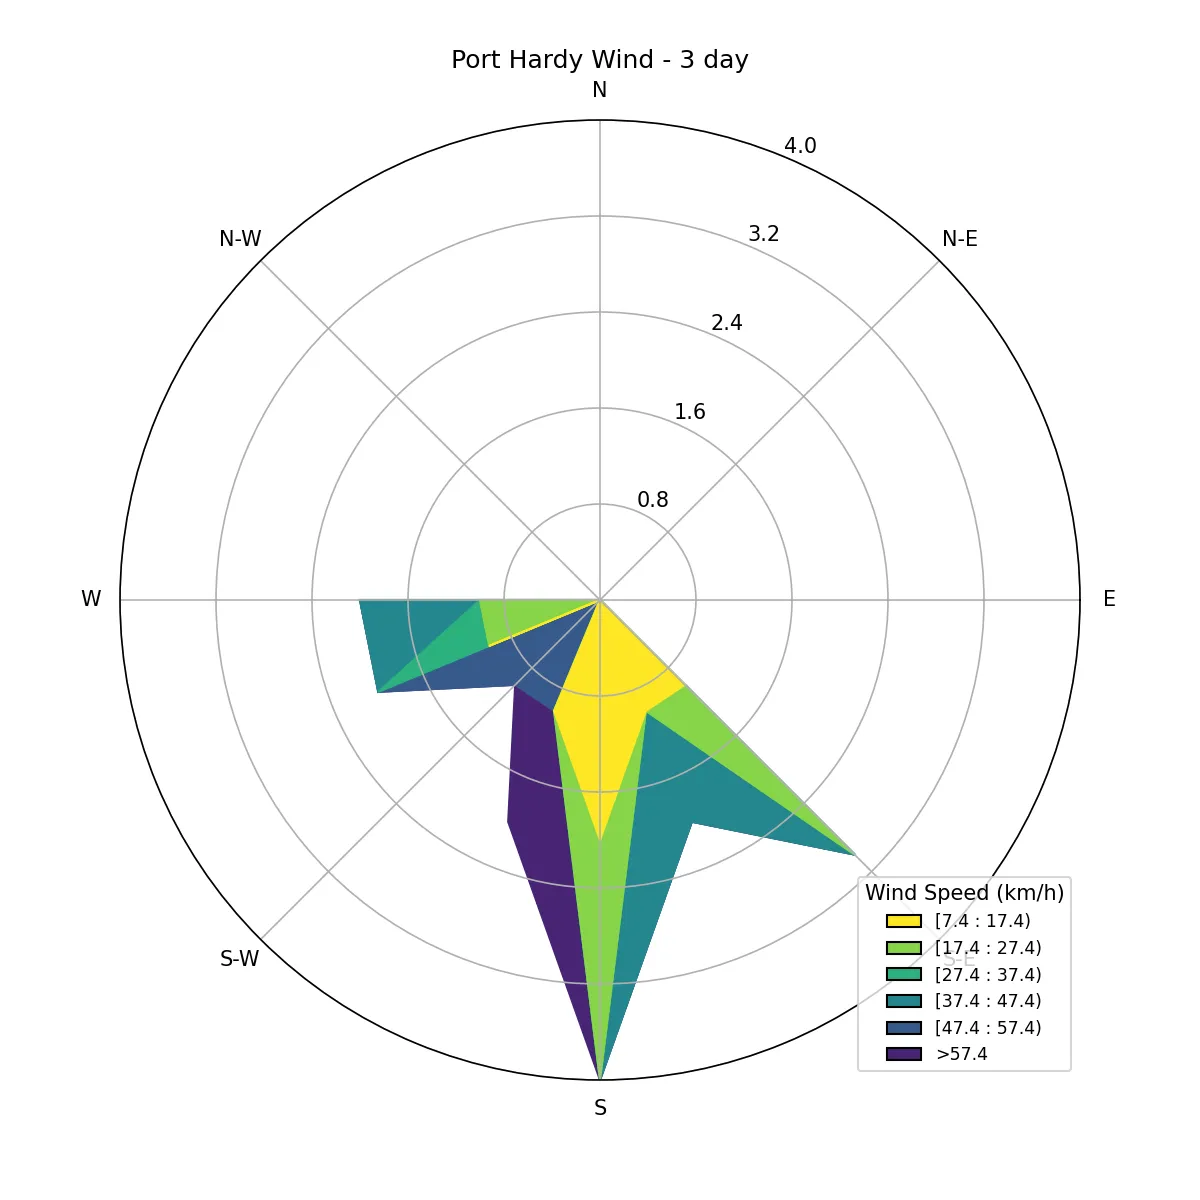 Port Hardy Wind - 3 day
N
4.0
N-W
3.2
N-E
2.4
1.6
0.8
W
E
Wind Speed (km/h)
[7.4 : 17.4)
[17.4 : 27.4)
S-W
S-E
[27.4 : 37.4)
[37.4 : 47.4)
[47.4 : 57.4)
>57.4
S